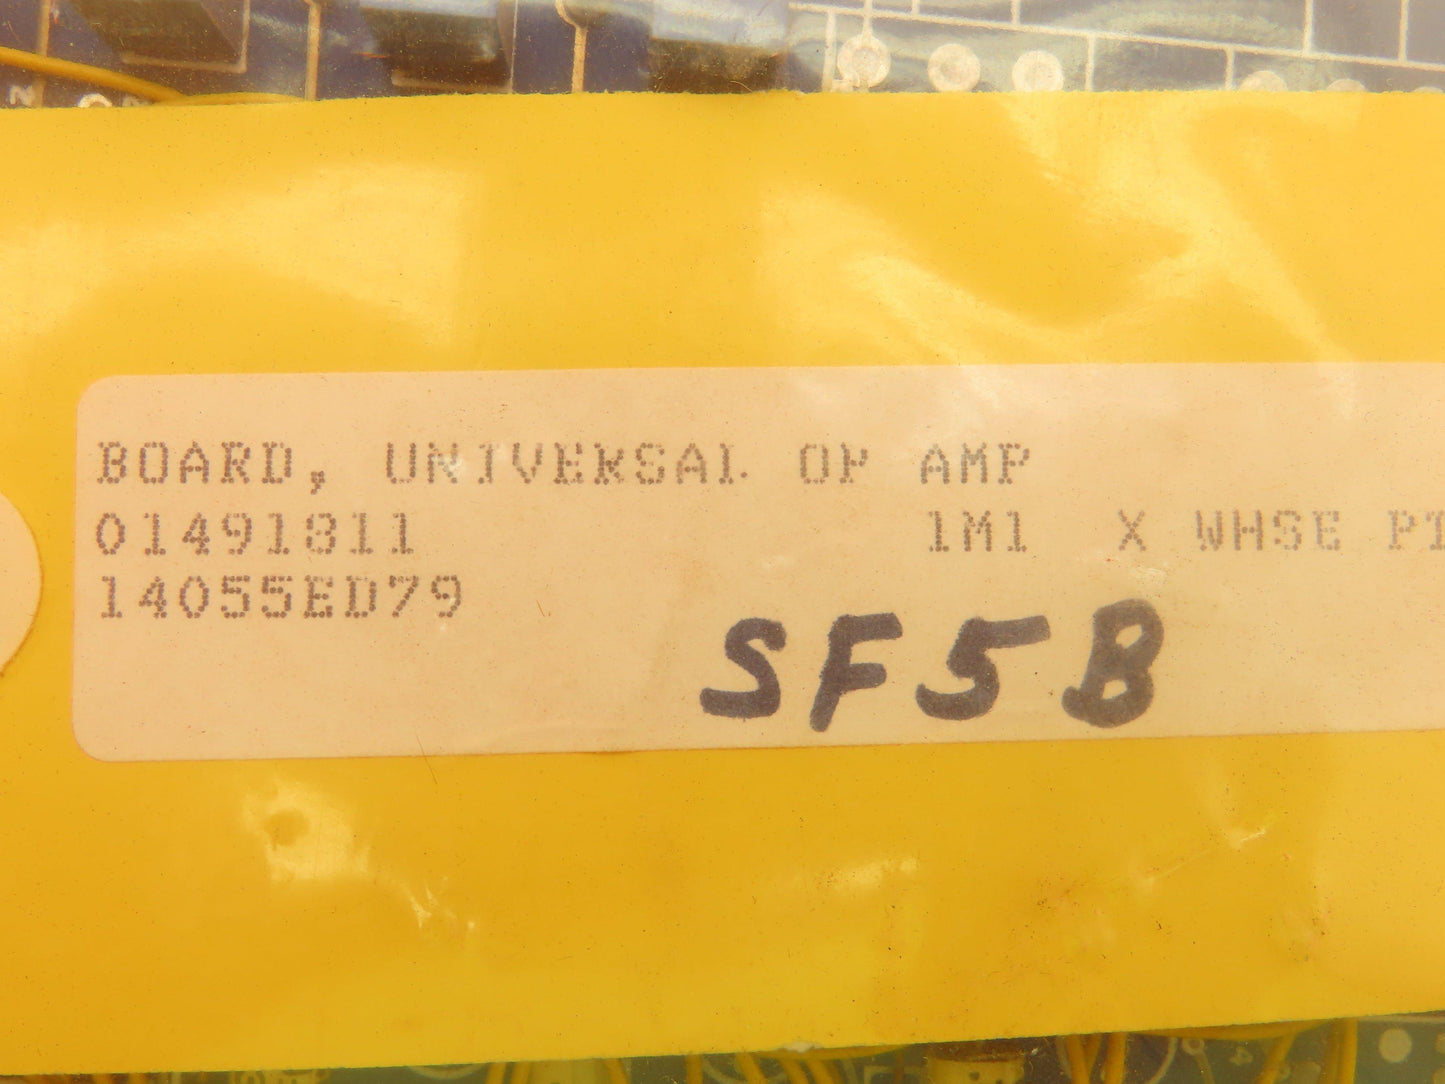 BOARD, UNIVERSAL OP AMP
01491811 1M1 X WHSE
14055ED79
SF5B